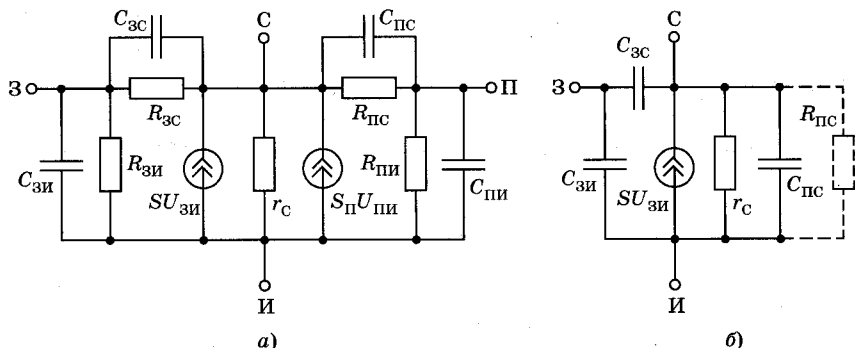 C_ЗС
С
C_ПС
З
R_ЗС
R_ПС
П
C_ЗИ
R_ЗИ
SU_ЗИ
r_С
S_ПU_ПИ
R_ПИ
C_ПИ
И
а)
С
C_ЗС
З
R_ПС
C_ЗИ
SU_ЗИ
r_С
C_ПС
И
б)